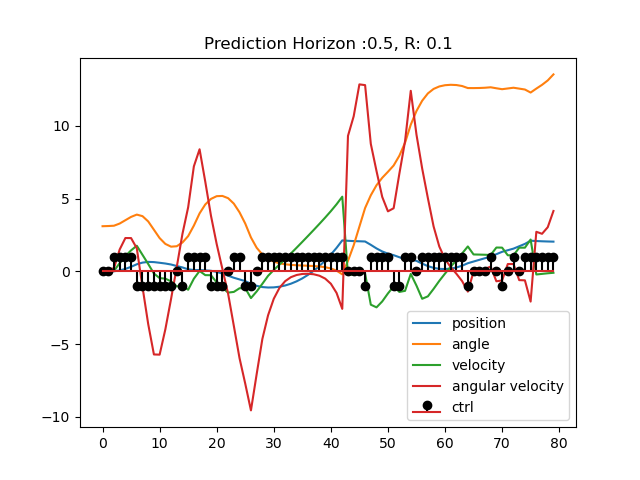 Prediction Horizon :0.5, R: 0.1
10
5
0
−5
−10
position
angle
velocity
angular velocity
ctrl
0 10 20 30 40 50 60 70 80